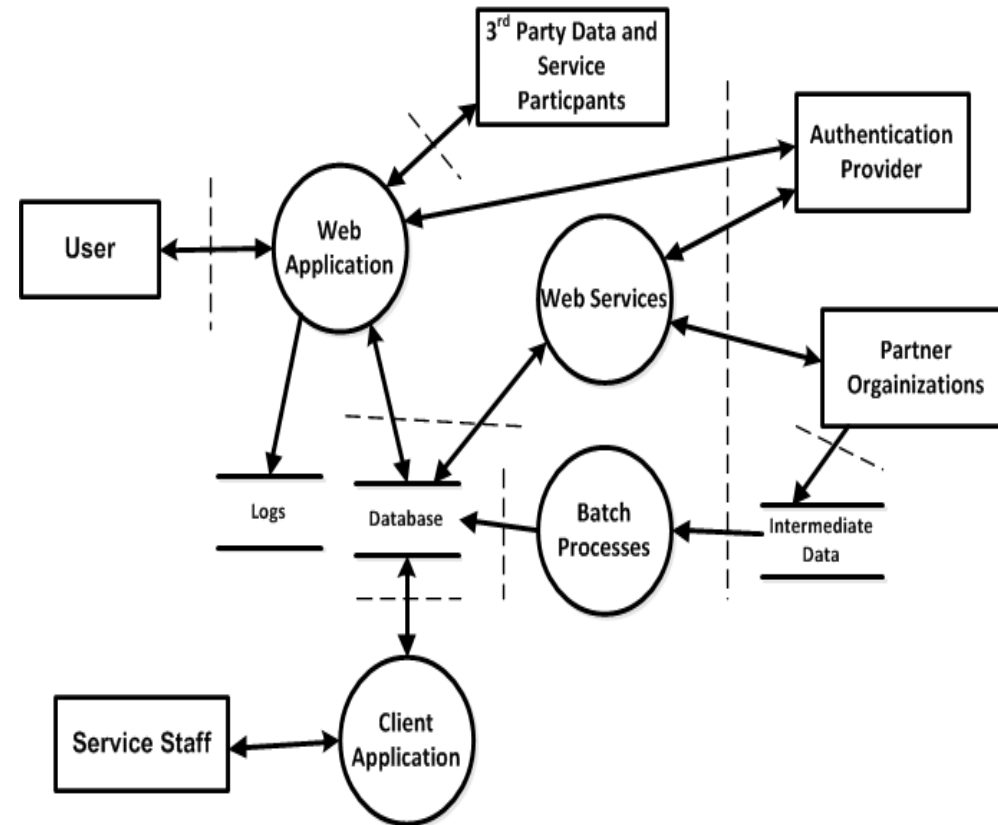 3rd Party Data and
Service
Particpants
Authentication
Provider
User
Web
Application
Web Services
Partner
Orgainizations
Logs
Database
Batch
Processes
Intermediate
Data
Service Staff
Client
Application